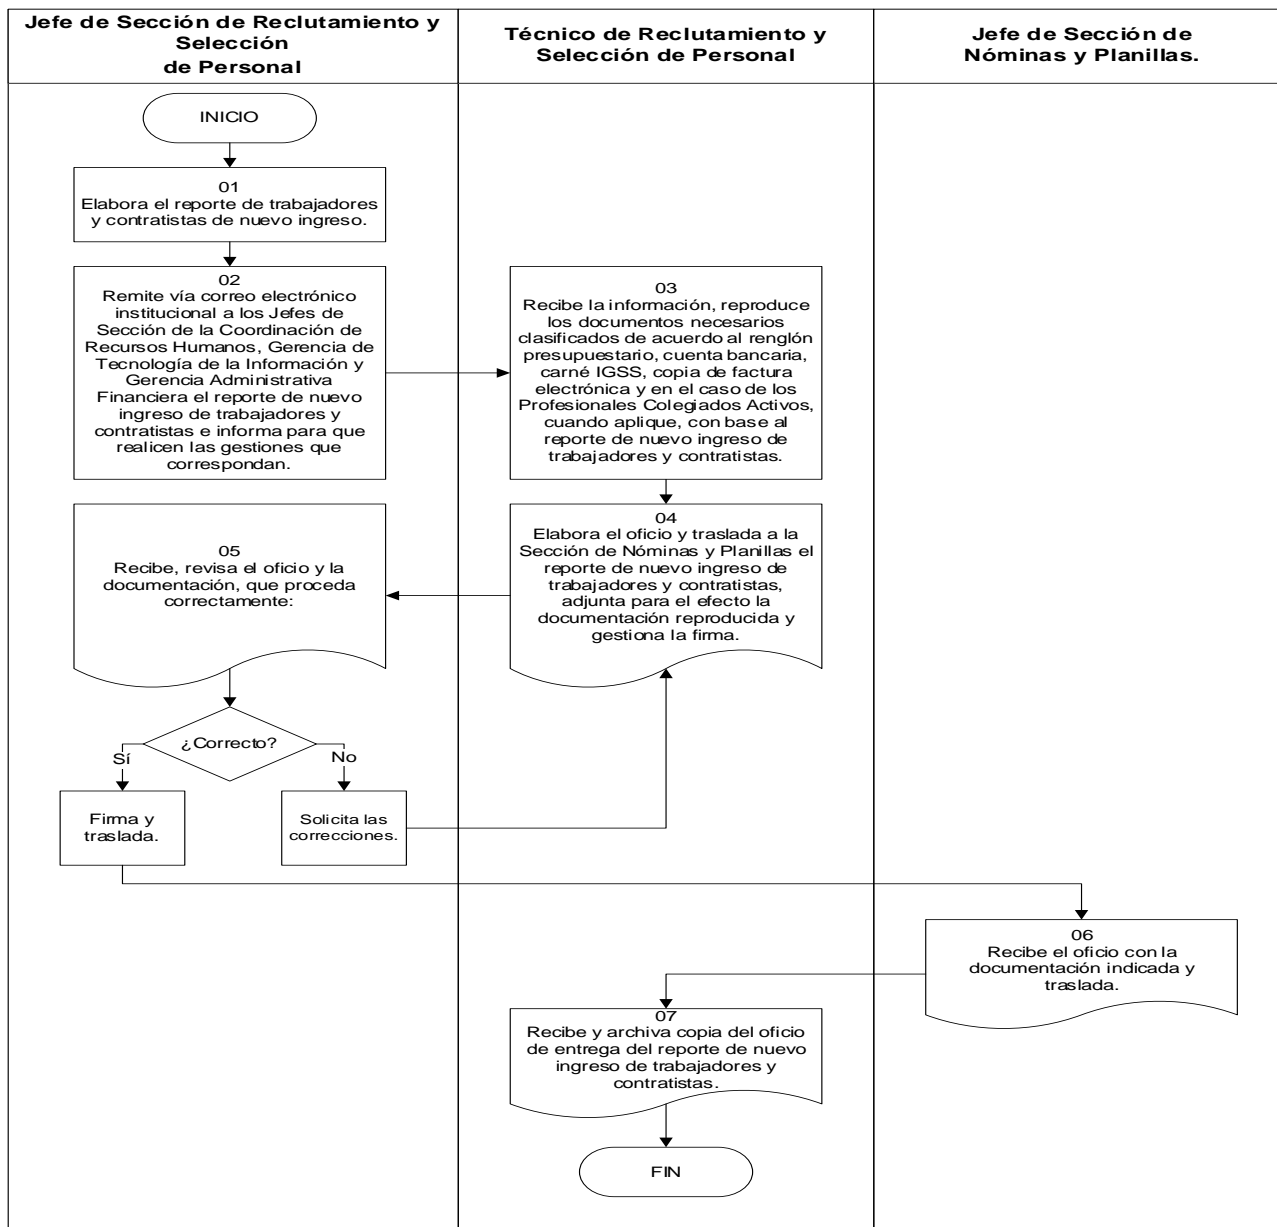 Jefe de Sección de Reclutamiento y
Selección
de Personal
Técnico de Reclutamiento y
Selección de Personal
Jefe de Sección de
Nóminas y Planillas.
INICIO
01
Elabora el reporte de trabajadores
y contratistas de nuevo ingreso.
02
Remite vía correo electrónico
institucional a los Jefes de
Sección de la Coordinación de
Recursos Humanos, Gerencia de
Tecnología de la Información y
Gerencia Administrativa
Financiera el reporte de nuevo
ingreso de trabajadores y
contratistas e informa para que
realicen las gestiones que
correspondan.
03
Recibe la información, reproduce
los documentos necesarios
clasificados de acuerdo al renglón
presupuestario, cuenta bancaria,
carné IGSS, copia de factura
electrónica y en el caso de los
Profesionales Colegiados Activos,
cuando aplique, con base al
reporte de nuevo ingreso de
trabajadores y contratistas.
04
Elabora el oficio y traslada a la
Sección de Nóminas y Planillas el
reporte de nuevo ingreso de
trabajadores y contratistas,
adjunta para el efecto la
documentación reproducida y
gestiona la firma.
05
Recibe, revisa el oficio y la
documentación, que proceda
correctamente:
¿Correcto?
Sí
No
Firma y
traslada.
Solicita las
correcciones.
06
Recibe el oficio con la
documentación indicada y
traslada.
07
Recibe y archiva copia del oficio
de entrega del reporte de nuevo
ingreso de trabajadores y
contratistas.
FIN